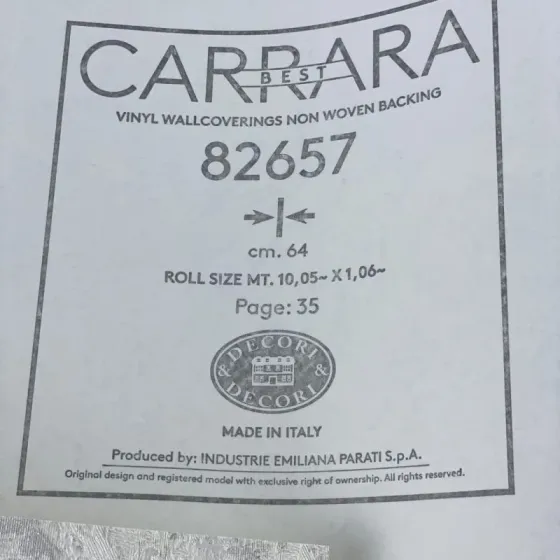 CARRARA
BEST
VINYL WALLCOVERINGS NON WOVEN BACKING
82657
cm. 64
ROLL SIZE MT. 10,05~ X 1,06~
Page: 35
DECORI
& &
DECORI
MADE IN ITALY
Produced by: INDUSTRIE EMILIANA PARATI S.p.A.
Original design and registered model with exclusive right of ownership. All rights reserved.